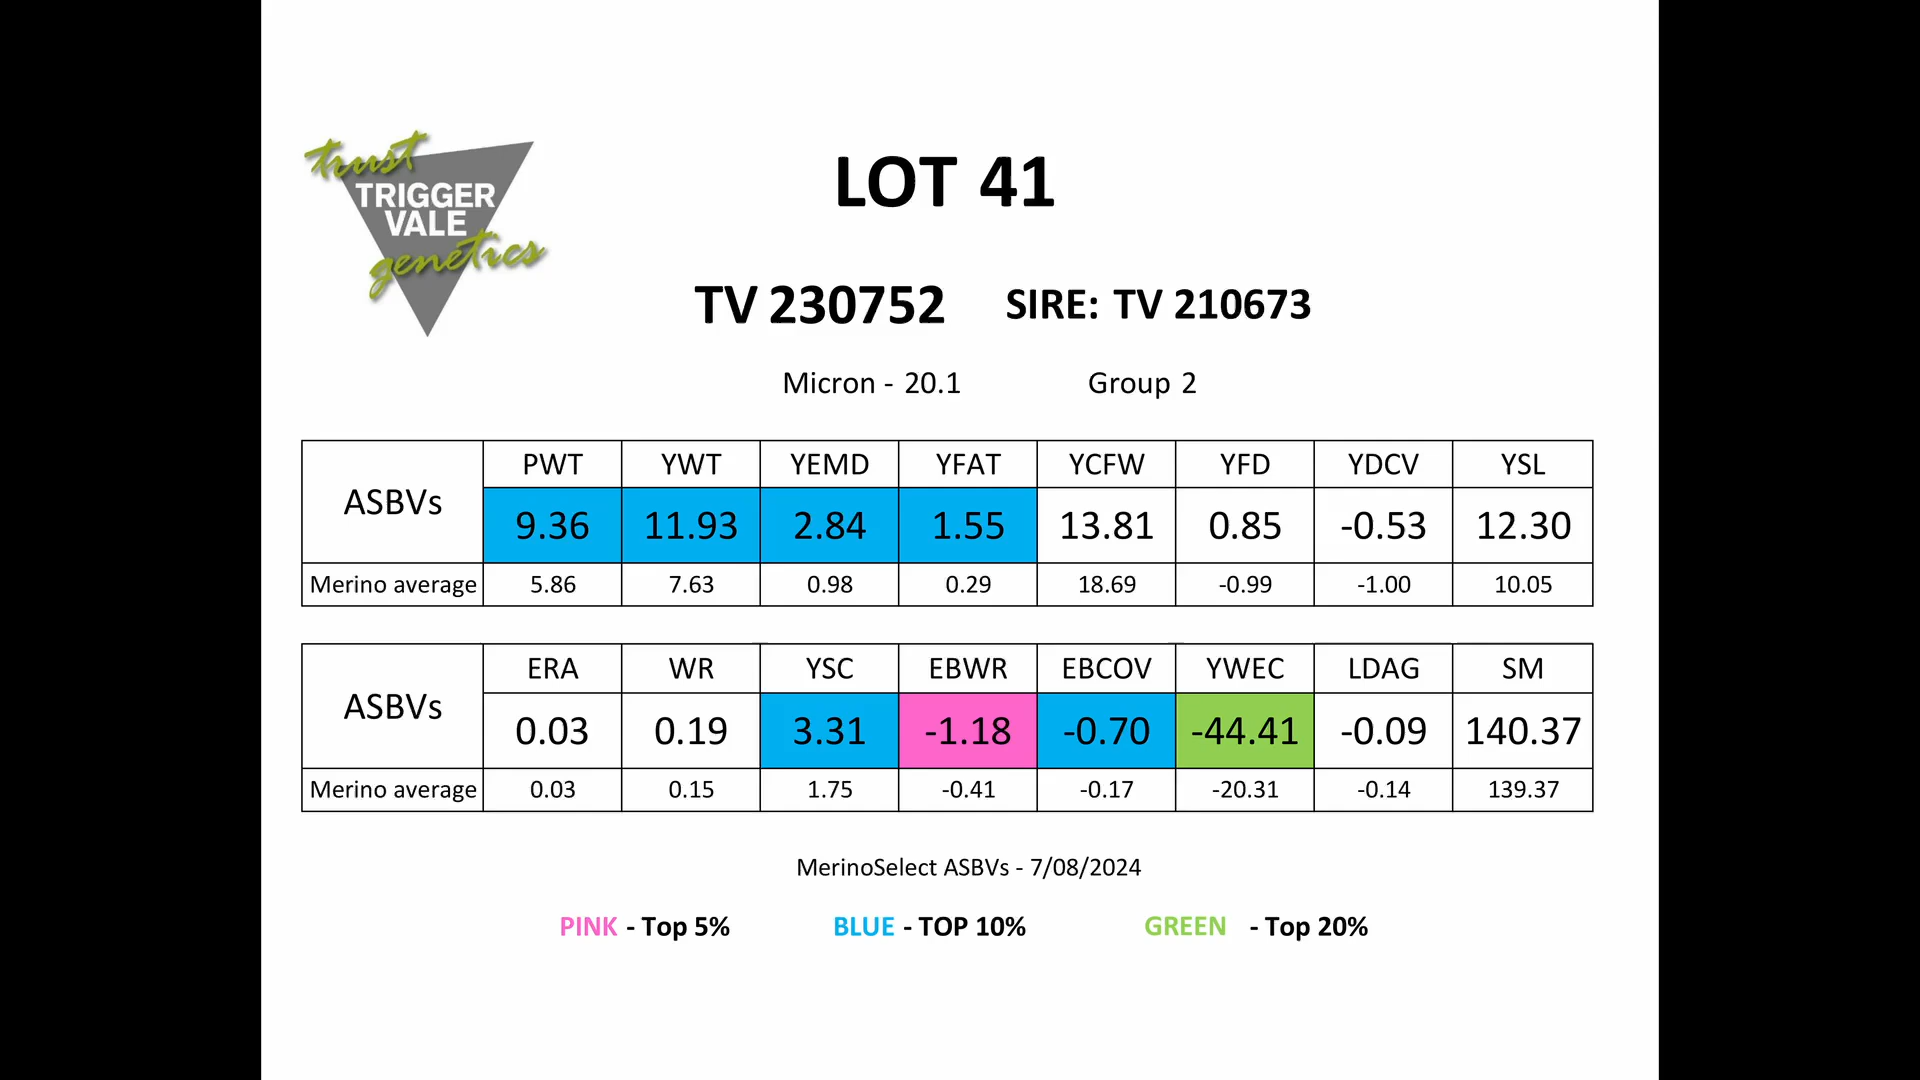 trust
TRIGGER
VALE
genetics
LOT 41
TV 230752 SIRE: TV 210673
Micron - 20.1 Group 2
ASBVs PWT YWT YEMD YFAT YCFW YFD YDCV YSL
9.36 11.93 2.84 1.55 13.81 0.85 -0.53 12.30
Merino average 5.86 7.63 0.98 0.29 18.69 -0.99 -1.00 10.05
ASBVs ERA WR YSC EBWR EBCOV YWEC LDAG SM
0.03 0.19 3.31 -1.18 -0.70 -44.41 -0.09 140.37
Merino average 0.03 0.15 1.75 -0.41 -0.17 -20.31 -0.14 139.37
MerinoSelect ASBVs - 7/08/2024
PINK - Top 5% BLUE - TOP 10% GREEN - Top 20%